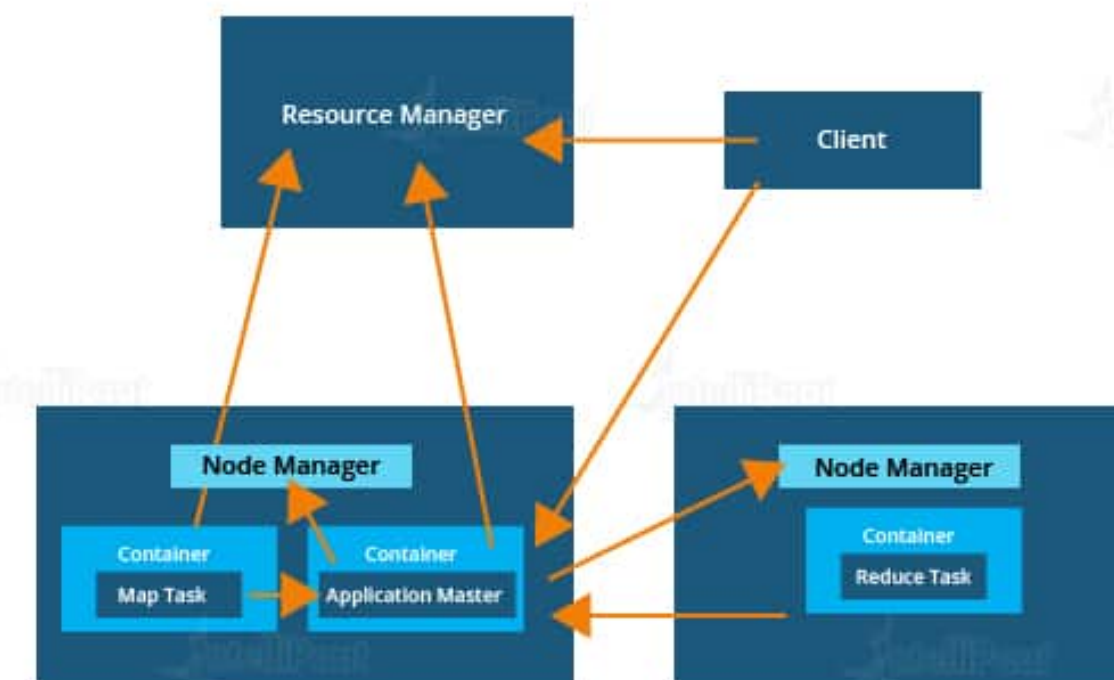 Resource Manager
Client
Node Manager
Container
Map Task
Container
Application Master
Node Manager
Container
Reduce Task